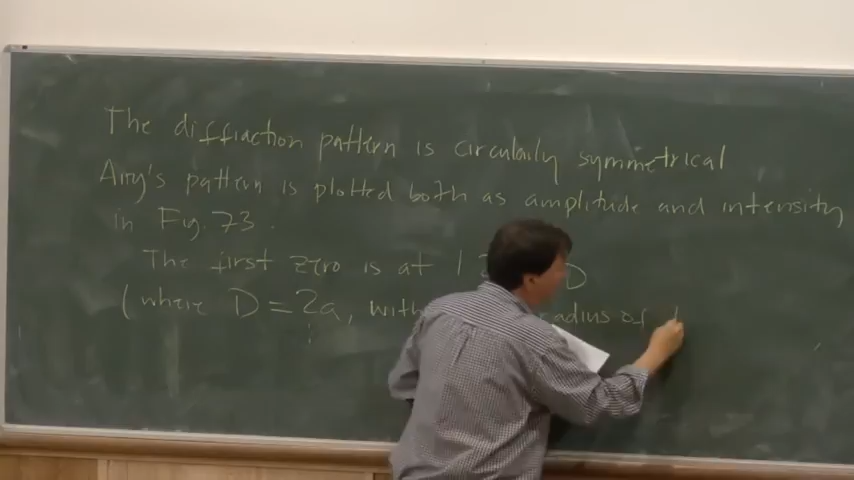 The diffraction pattern is circularly symmetrical
Airy's pattern is plotted both as amplitude and intensity
in Fig. 73.
The first zero is at 1 D
(where D = 2a, with radius of